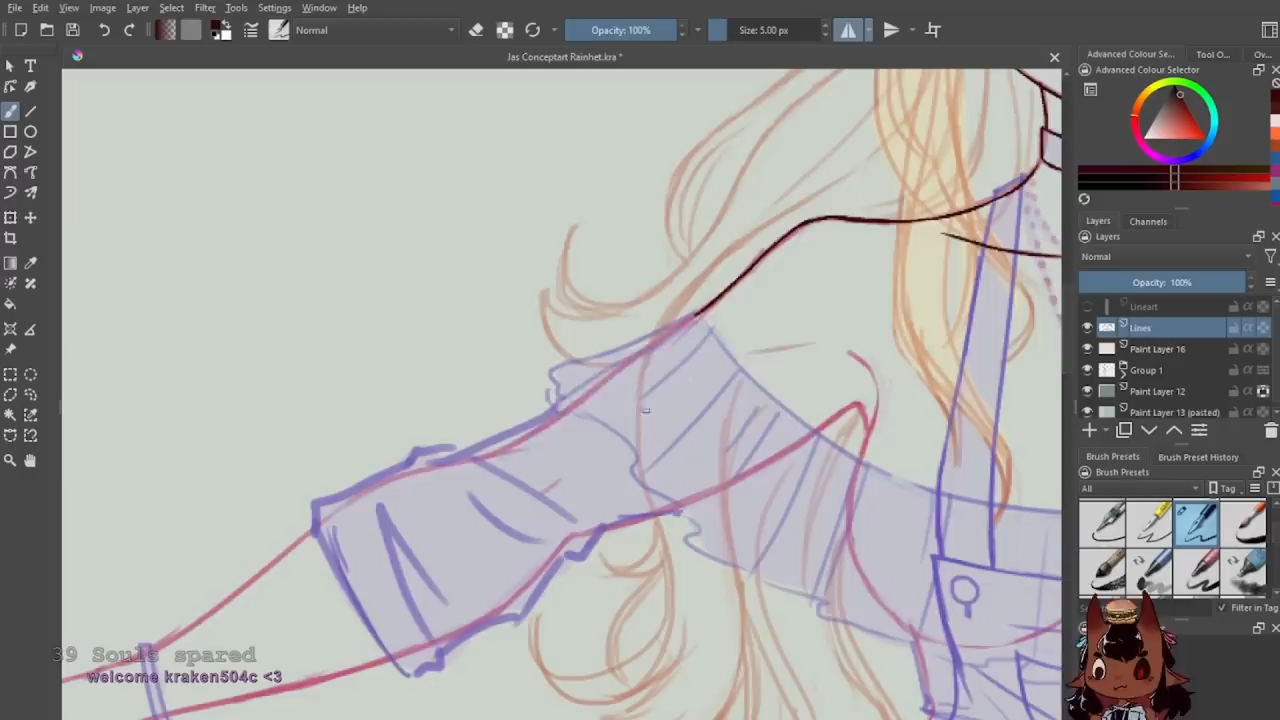 File Edit View Image Layer Select Filter Tools Settings Window Help
Normal
Opacity: 100%
Size: 5.00 px
Jas Conceptart Rainhet.kra *
Advanced Colour Se...
Tool O...
Ov...
Advanced Colour Selector
Layers
Channels
Layers
Normal
Opacity: 100%
Lineart
Lines
Paint Layer 16
Group 1
Paint Layer 12
Paint Layer 13 (pasted)
Brush Presets
Brush Preset History
Brush Presets
All
Tag
Filter in Tag
39 Souls spared
welcome kraken504c <3